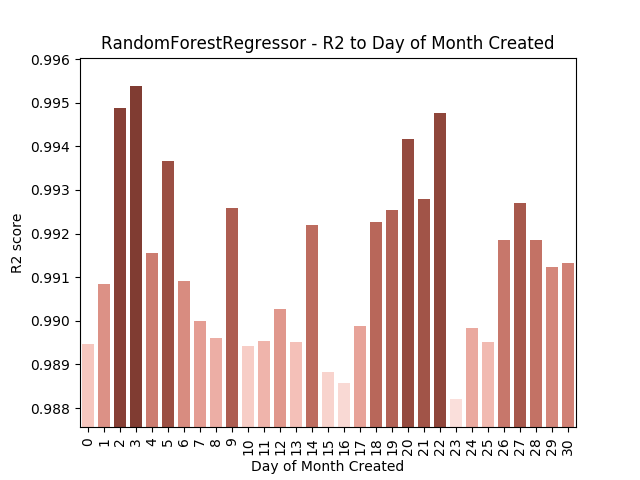 RandomForestRegressor - R2 to Day of Month Created
0.996
0.995
0.994
0.993
0.992
0.991
0.990
0.989
0.988
R2 score
0 1 2 3 4 5 6 7 8 9 10 11 12 13 14 15 16 17 18 19 20 21 22 23 24 25 26 27 28 29 30
Day of Month Created